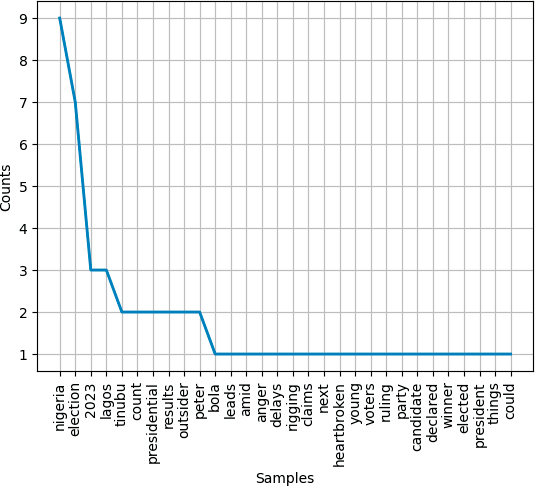 9
8
7
6
5
4
3
2
1
Counts
nigeria
election
2023
lagos
tinubu
count
presidential
results
outsider
peter
bola
leads
amid
anger
delays
rigging
claims
next
heartbroken
young
voters
ruling
party
candidate
declared
winner
elected
president
things
could
Samples